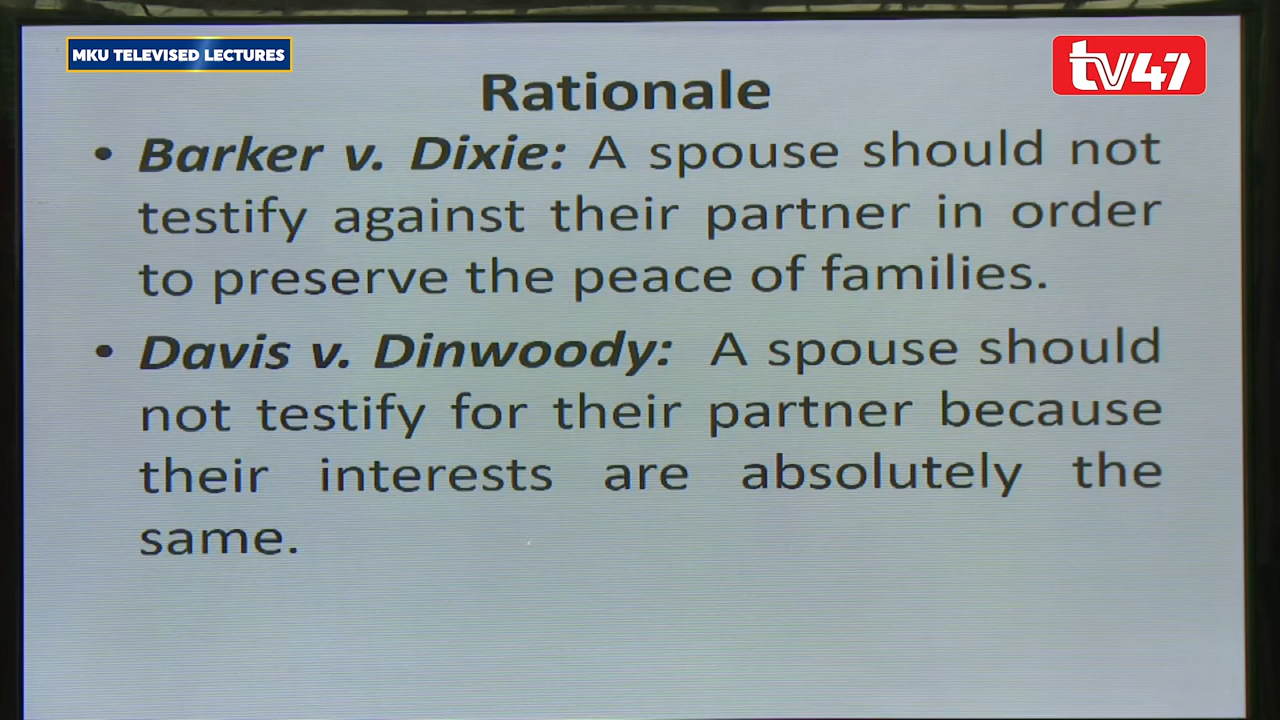 MKU TELEVISED LECTURES
tv47
Rationale
• Barker v. Dixie: A spouse should not
testify against their partner in order
to preserve the peace of families.
• Davis v. Dinwoody: A spouse should
not testify for their partner because
their interests are absolutely the
same.